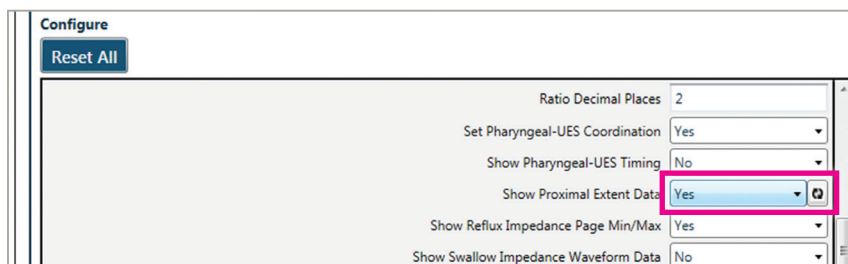 Configure
Reset All
Ratio Decimal Places 2
Set Pharyngeal-UES Coordination Yes
Show Pharyngeal-UES Timing No
Show Proximal Extent Data Yes
Show Reflux Impedance Page Min/Max Yes
Show Swallow Impedance Waveform Data No